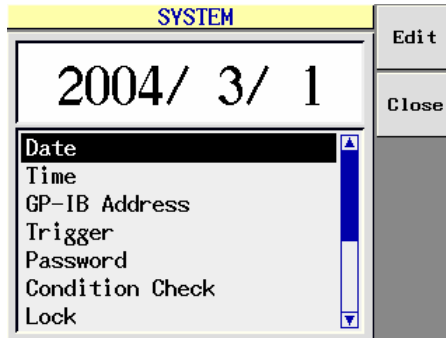 SYSTEM
Edit
2004/ 3/ 1
Close
Date
Time
GP-IB Address
Trigger
Password
Condition Check
Lock